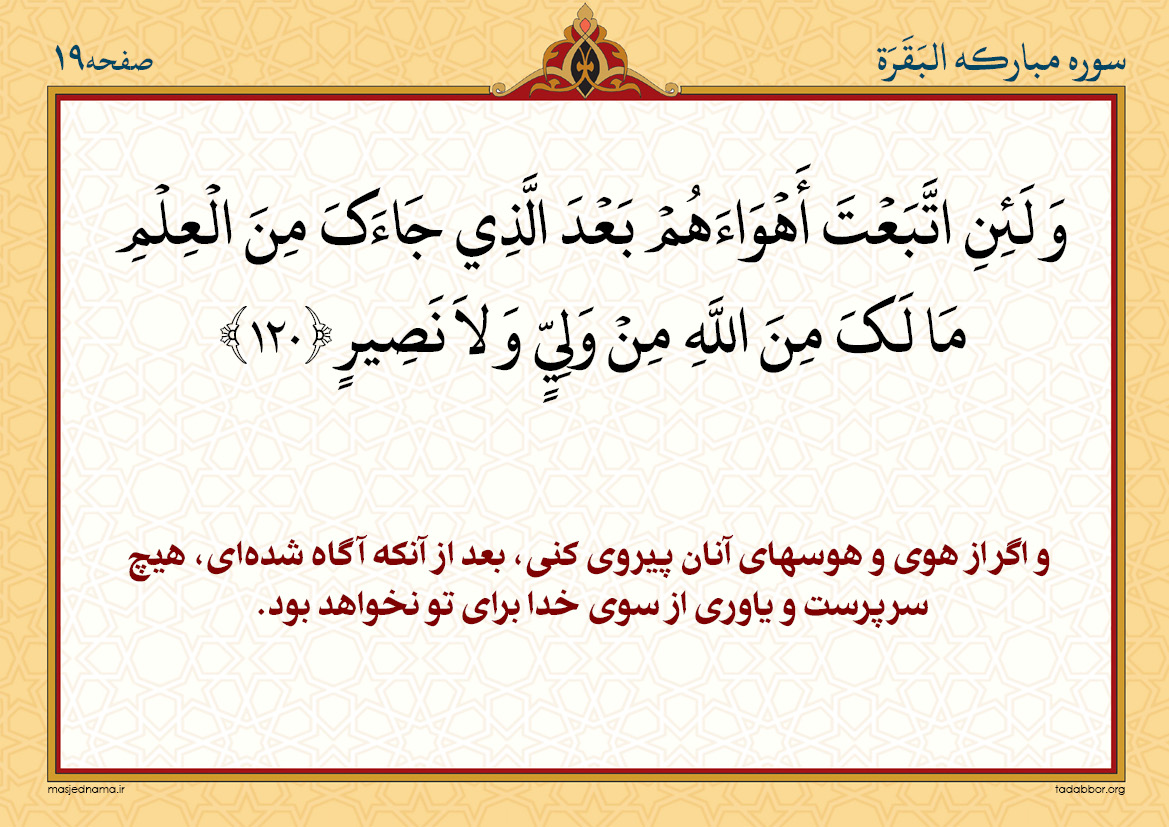 سوره مبارکه البَقَرَة
صفحه۱۹
وَ لَئِنِ اتَّبَعْتَ أَهْوَاءَهُمْ بَعْدَ الَّذِي جَاءَکَ مِنَ الْعِلْمِ
مَا لَکَ مِنَ اللَّهِ مِنْ وَلِيٍّ وَ لاَ نَصِيرٍ ﴿۱۲۰﴾
و اگر از هوی و هوسهای آنان پیروی کنی، بعد از آنکه آگاه شده‌ای، هیچ
سرپرست و یاوری از سوی خدا برای تو نخواهد بود.
masjednama.ir
tadabbor.org